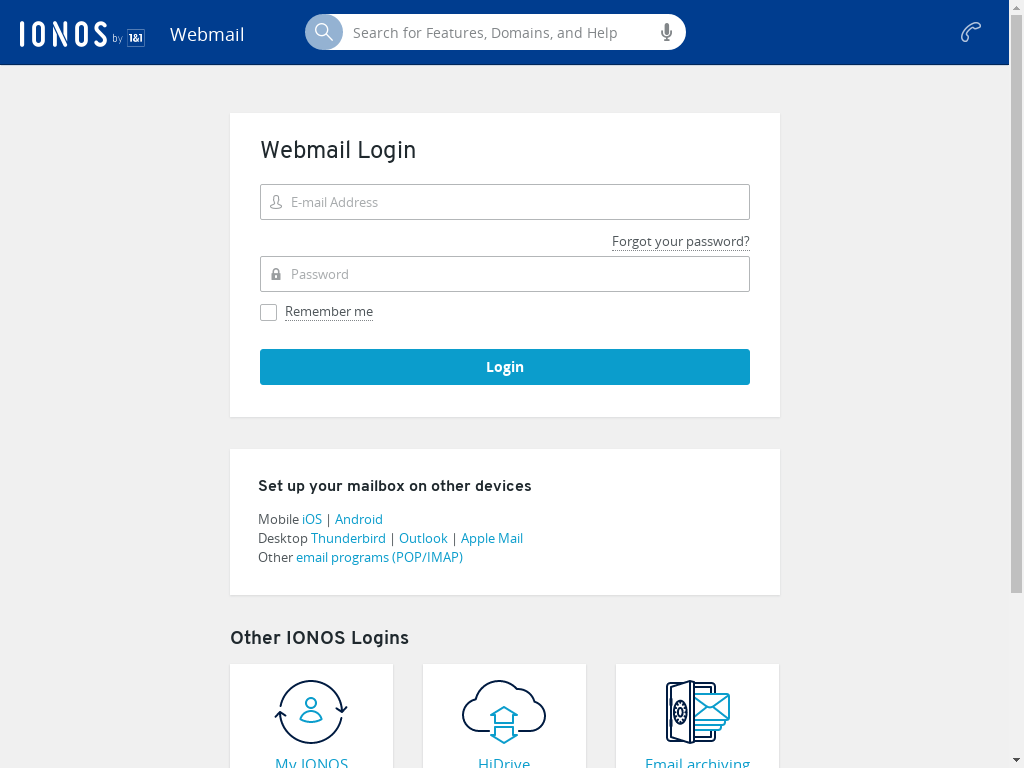 IONOS by 1&1 Webmail Search for Features, Domains, and Help
Webmail Login
E-mail Address
Forgot your password?
Password
Remember me
Login
Set up your mailbox on other devices
Mobile iOS | Android
Desktop Thunderbird | Outlook | Apple Mail
Other email programs (POP/IMAP)
Other IONOS Logins
My IONOS HiDrive Email archiving